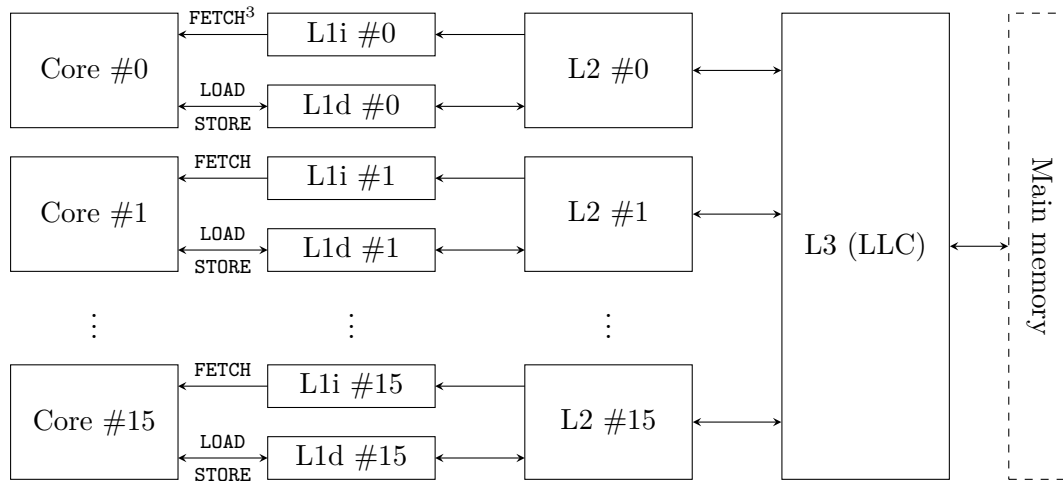 FETCH³
L1i #0
Core #0
L2 #0
LOAD
STORE
L1d #0
FETCH
L1i #1
Core #1
L2 #1
LOAD
STORE
L1d #1
L3 (LLC)
Main memory
⋮ ⋮ ⋮
FETCH
L1i #15
Core #15
L2 #15
LOAD
STORE
L1d #15